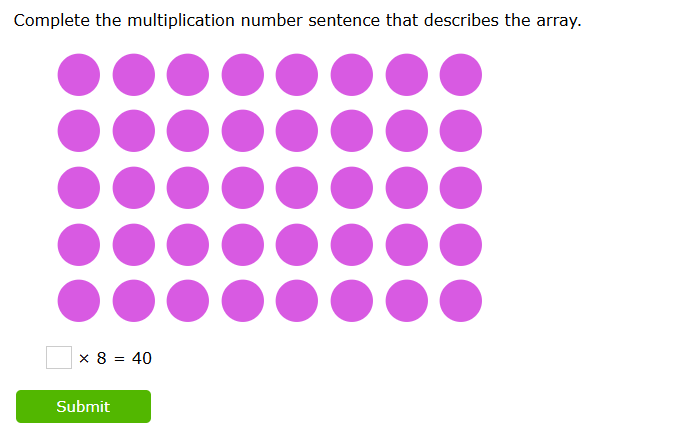 Complete the multiplication number sentence that describes the array.
× 8 = 40
Submit